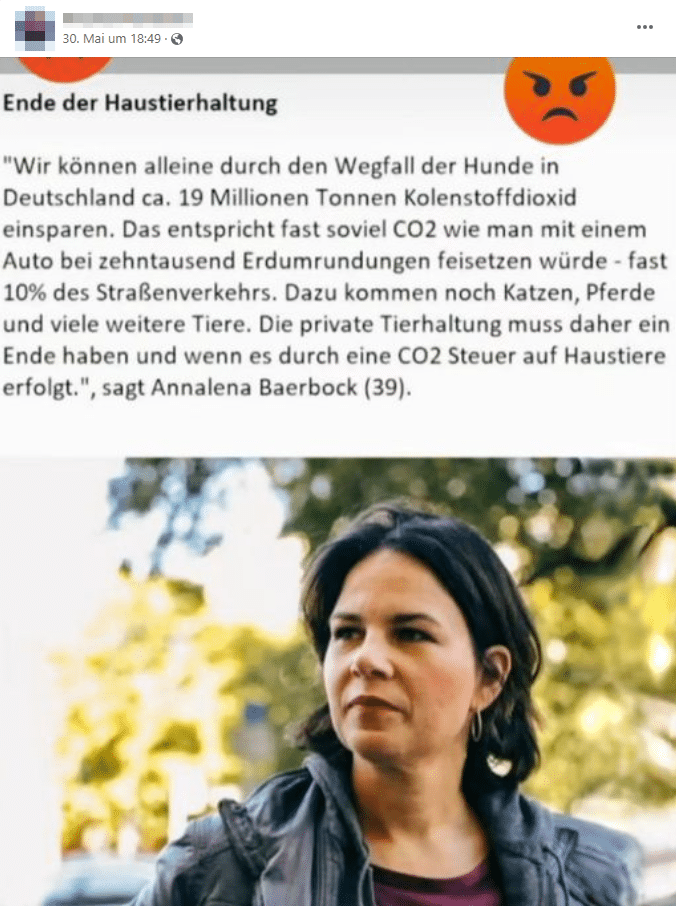 30. Mai um 18:49 ·
Ende der Haustierhaltung
"Wir können alleine durch den Wegfall der Hunde in
Deutschland ca. 19 Millionen Tonnen Kolenstoffdioxid
einsparen. Das entspricht fast soviel CO2 wie man mit einem
Auto bei zehntausend Erdumrundungen feisetzen würde - fast
10% des Straßenverkehrs. Dazu kommen noch Katzen, Pferde
und viele weitere Tiere. Die private Tierhaltung muss daher ein
Ende haben und wenn es durch eine CO2 Steuer auf Haustiere
erfolgt.", sagt Annalena Baerbock (39).